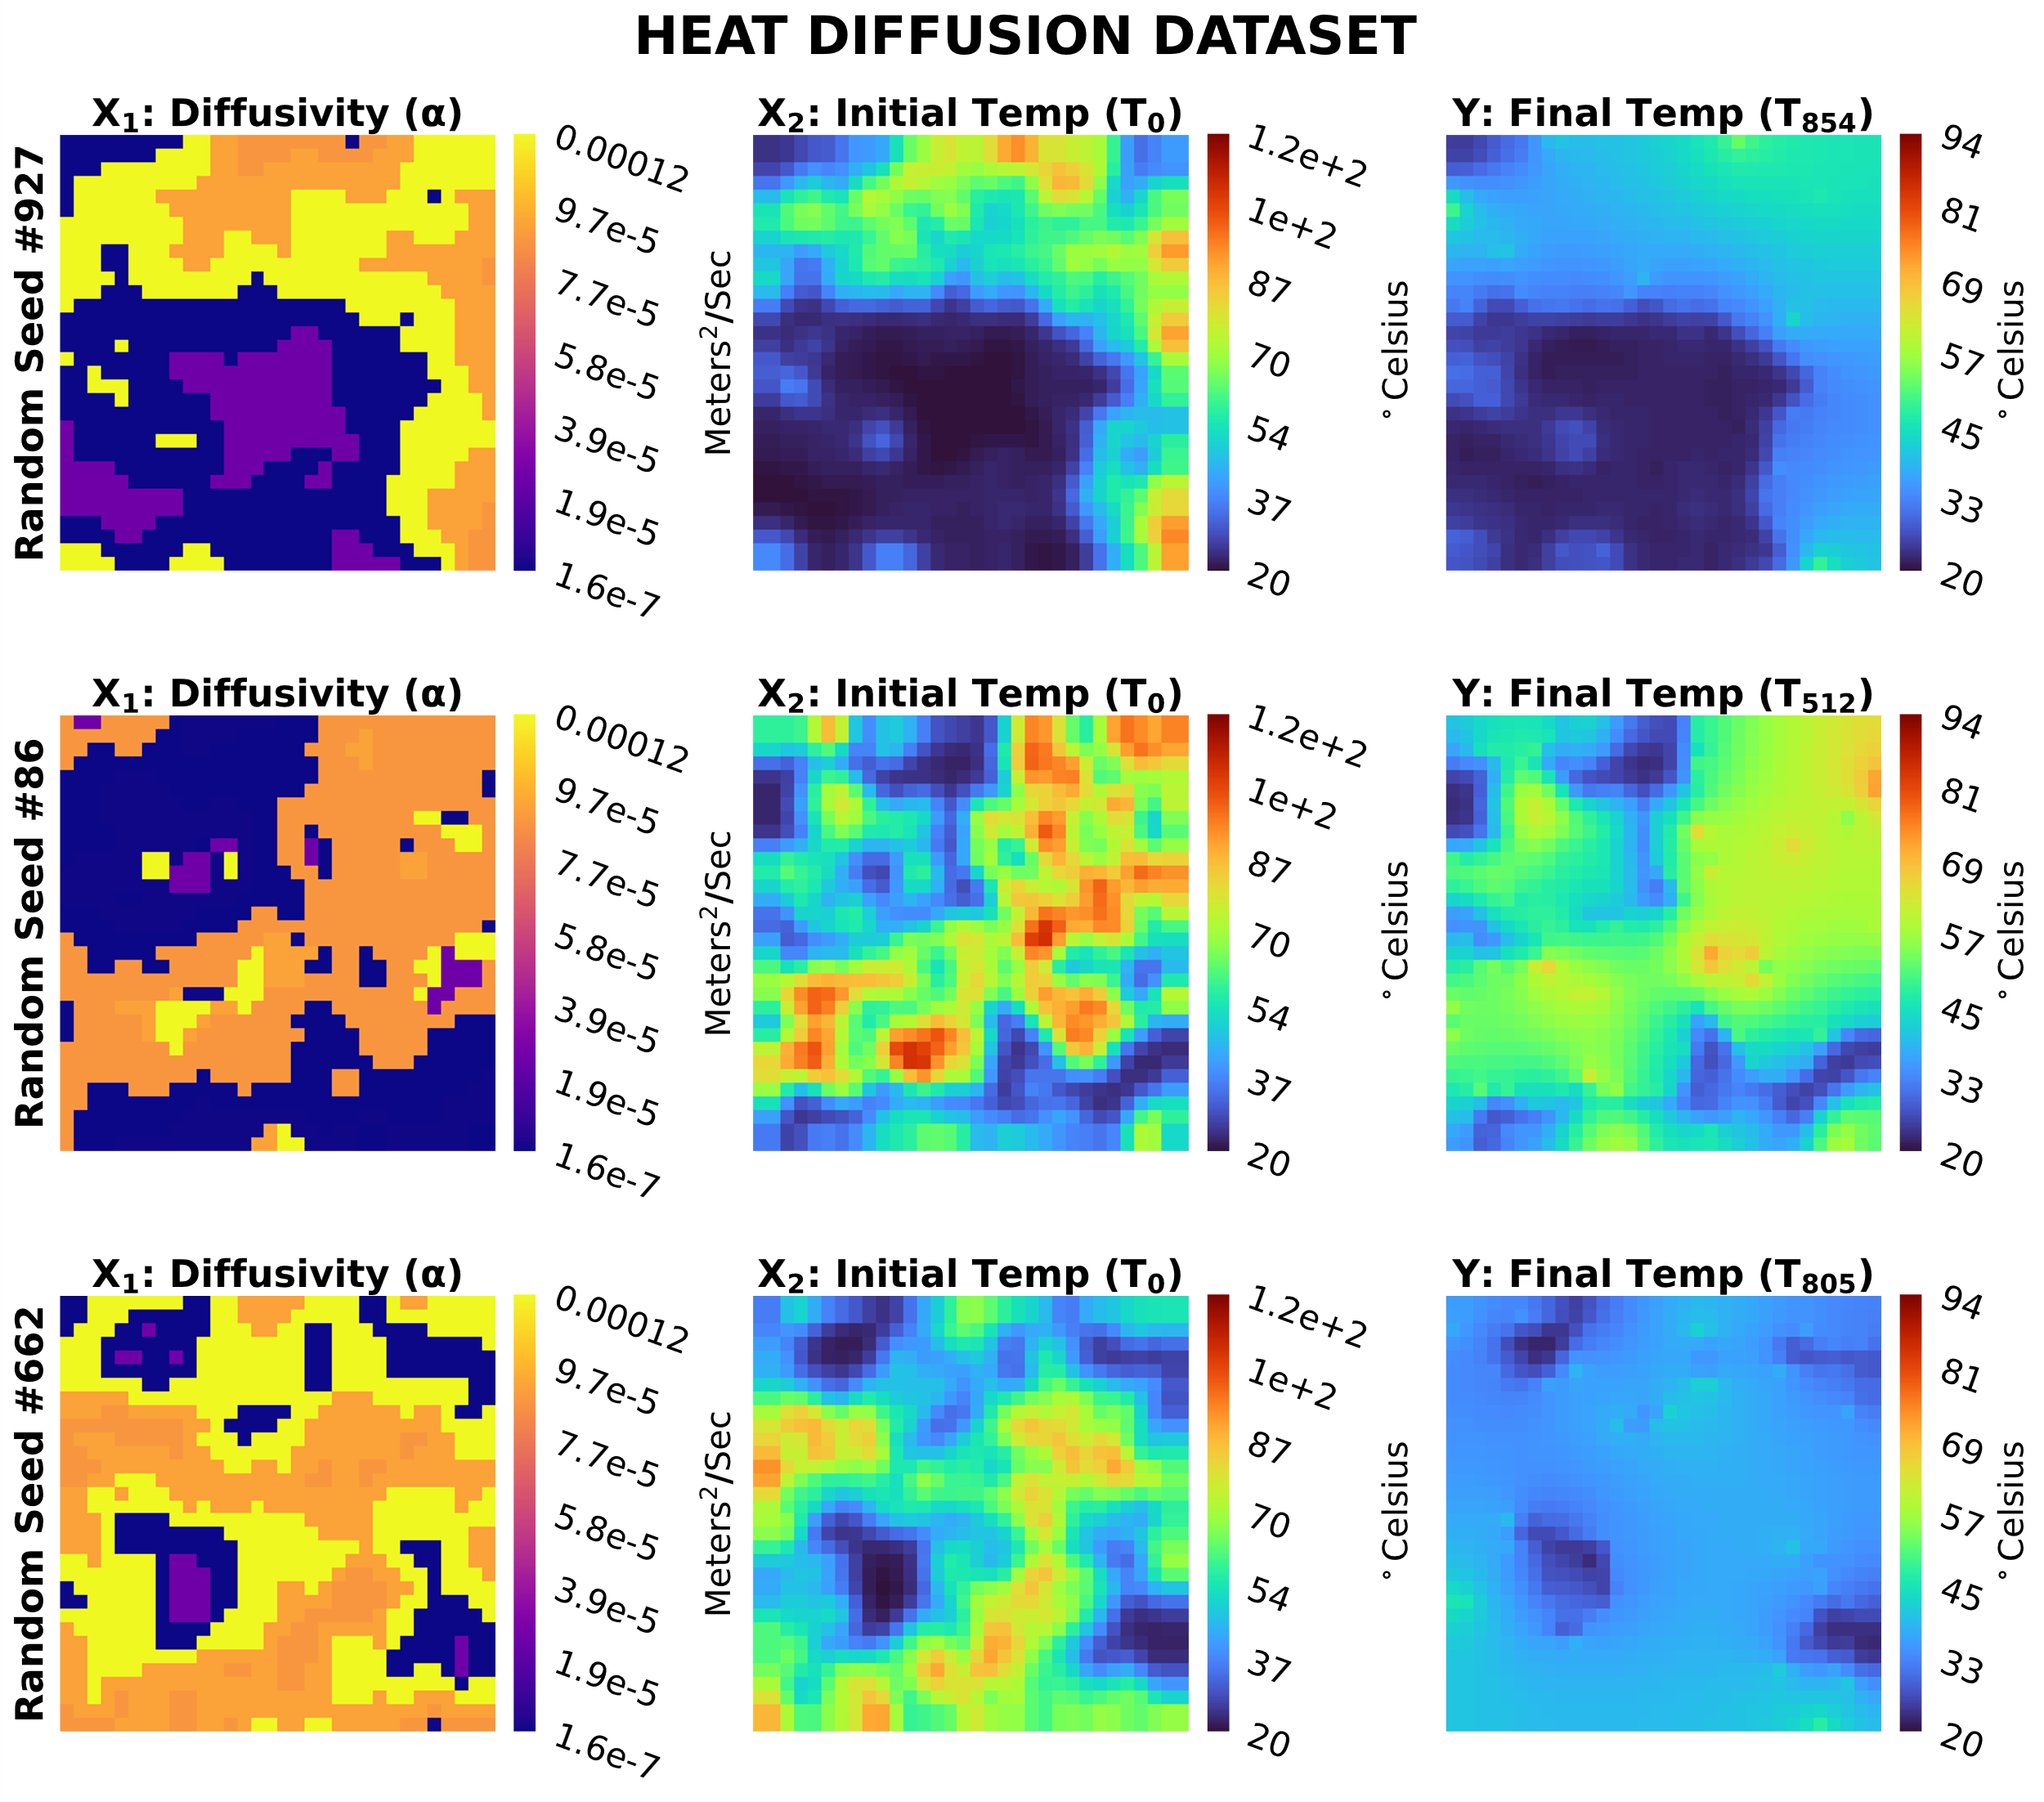 HEAT DIFFUSION DATASET
Random Seed #927
X₁: Diffusivity (α)
0.00012
9.7e-5
7.7e-5
5.8e-5
3.9e-5
1.9e-5
1.6e-7
Meters²/Sec
X₂: Initial Temp (T₀)
1.2e+2
1e+2
87
70
54
37
20
° Celsius
Y: Final Temp (T₈₅₄)
94
81
69
57
45
33
20
° Celsius
Random Seed #86
X₁: Diffusivity (α)
0.00012
9.7e-5
7.7e-5
5.8e-5
3.9e-5
1.9e-5
1.6e-7
Meters²/Sec
X₂: Initial Temp (T₀)
1.2e+2
1e+2
87
70
54
37
20
° Celsius
Y: Final Temp (T₅₁₂)
94
81
69
57
45
33
20
° Celsius
Random Seed #662
X₁: Diffusivity (α)
0.00012
9.7e-5
7.7e-5
5.8e-5
3.9e-5
1.9e-5
1.6e-7
Meters²/Sec
X₂: Initial Temp (T₀)
1.2e+2
1e+2
87
70
54
37
20
° Celsius
Y: Final Temp (T₈₀₅)
94
81
69
57
45
33
20
° Celsius